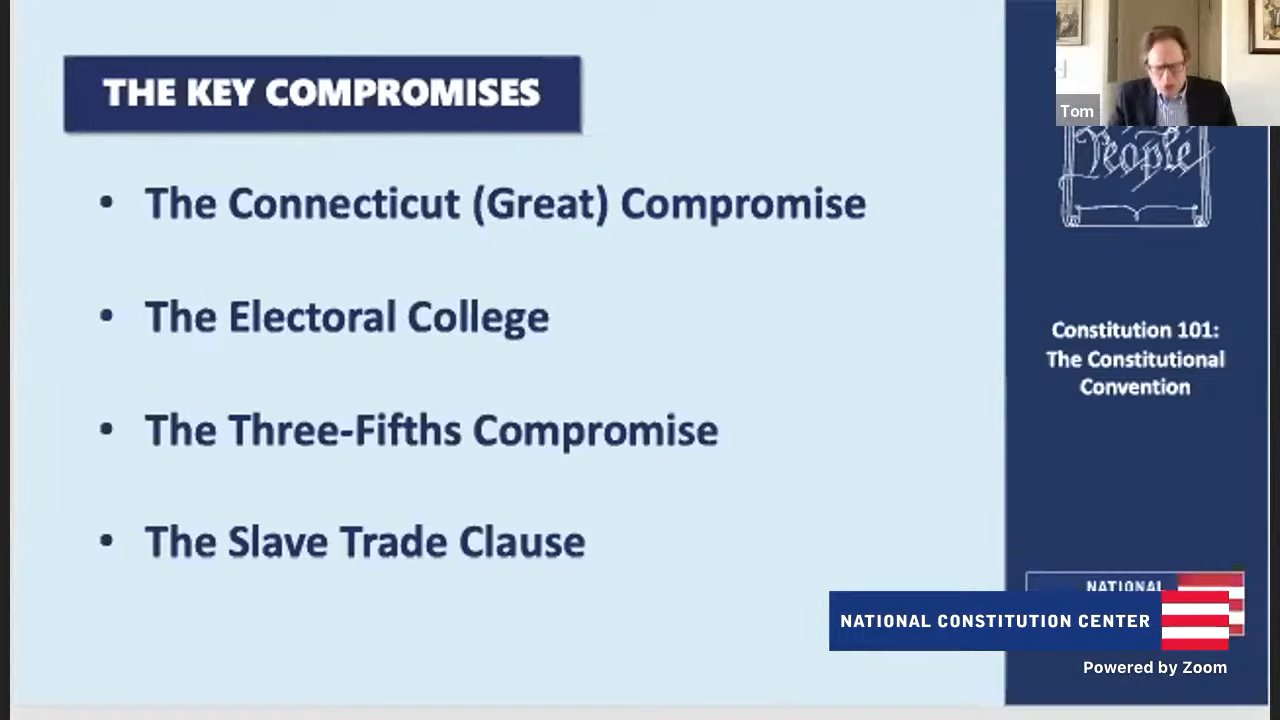 THE KEY COMPROMISES
• The Connecticut (Great) Compromise
• The Electoral College
• The Three-Fifths Compromise
• The Slave Trade Clause
Tom
People
Constitution 101:
The Constitutional
Convention
NATIONAL
NATIONAL CONSTITUTION CENTER
Powered by Zoom